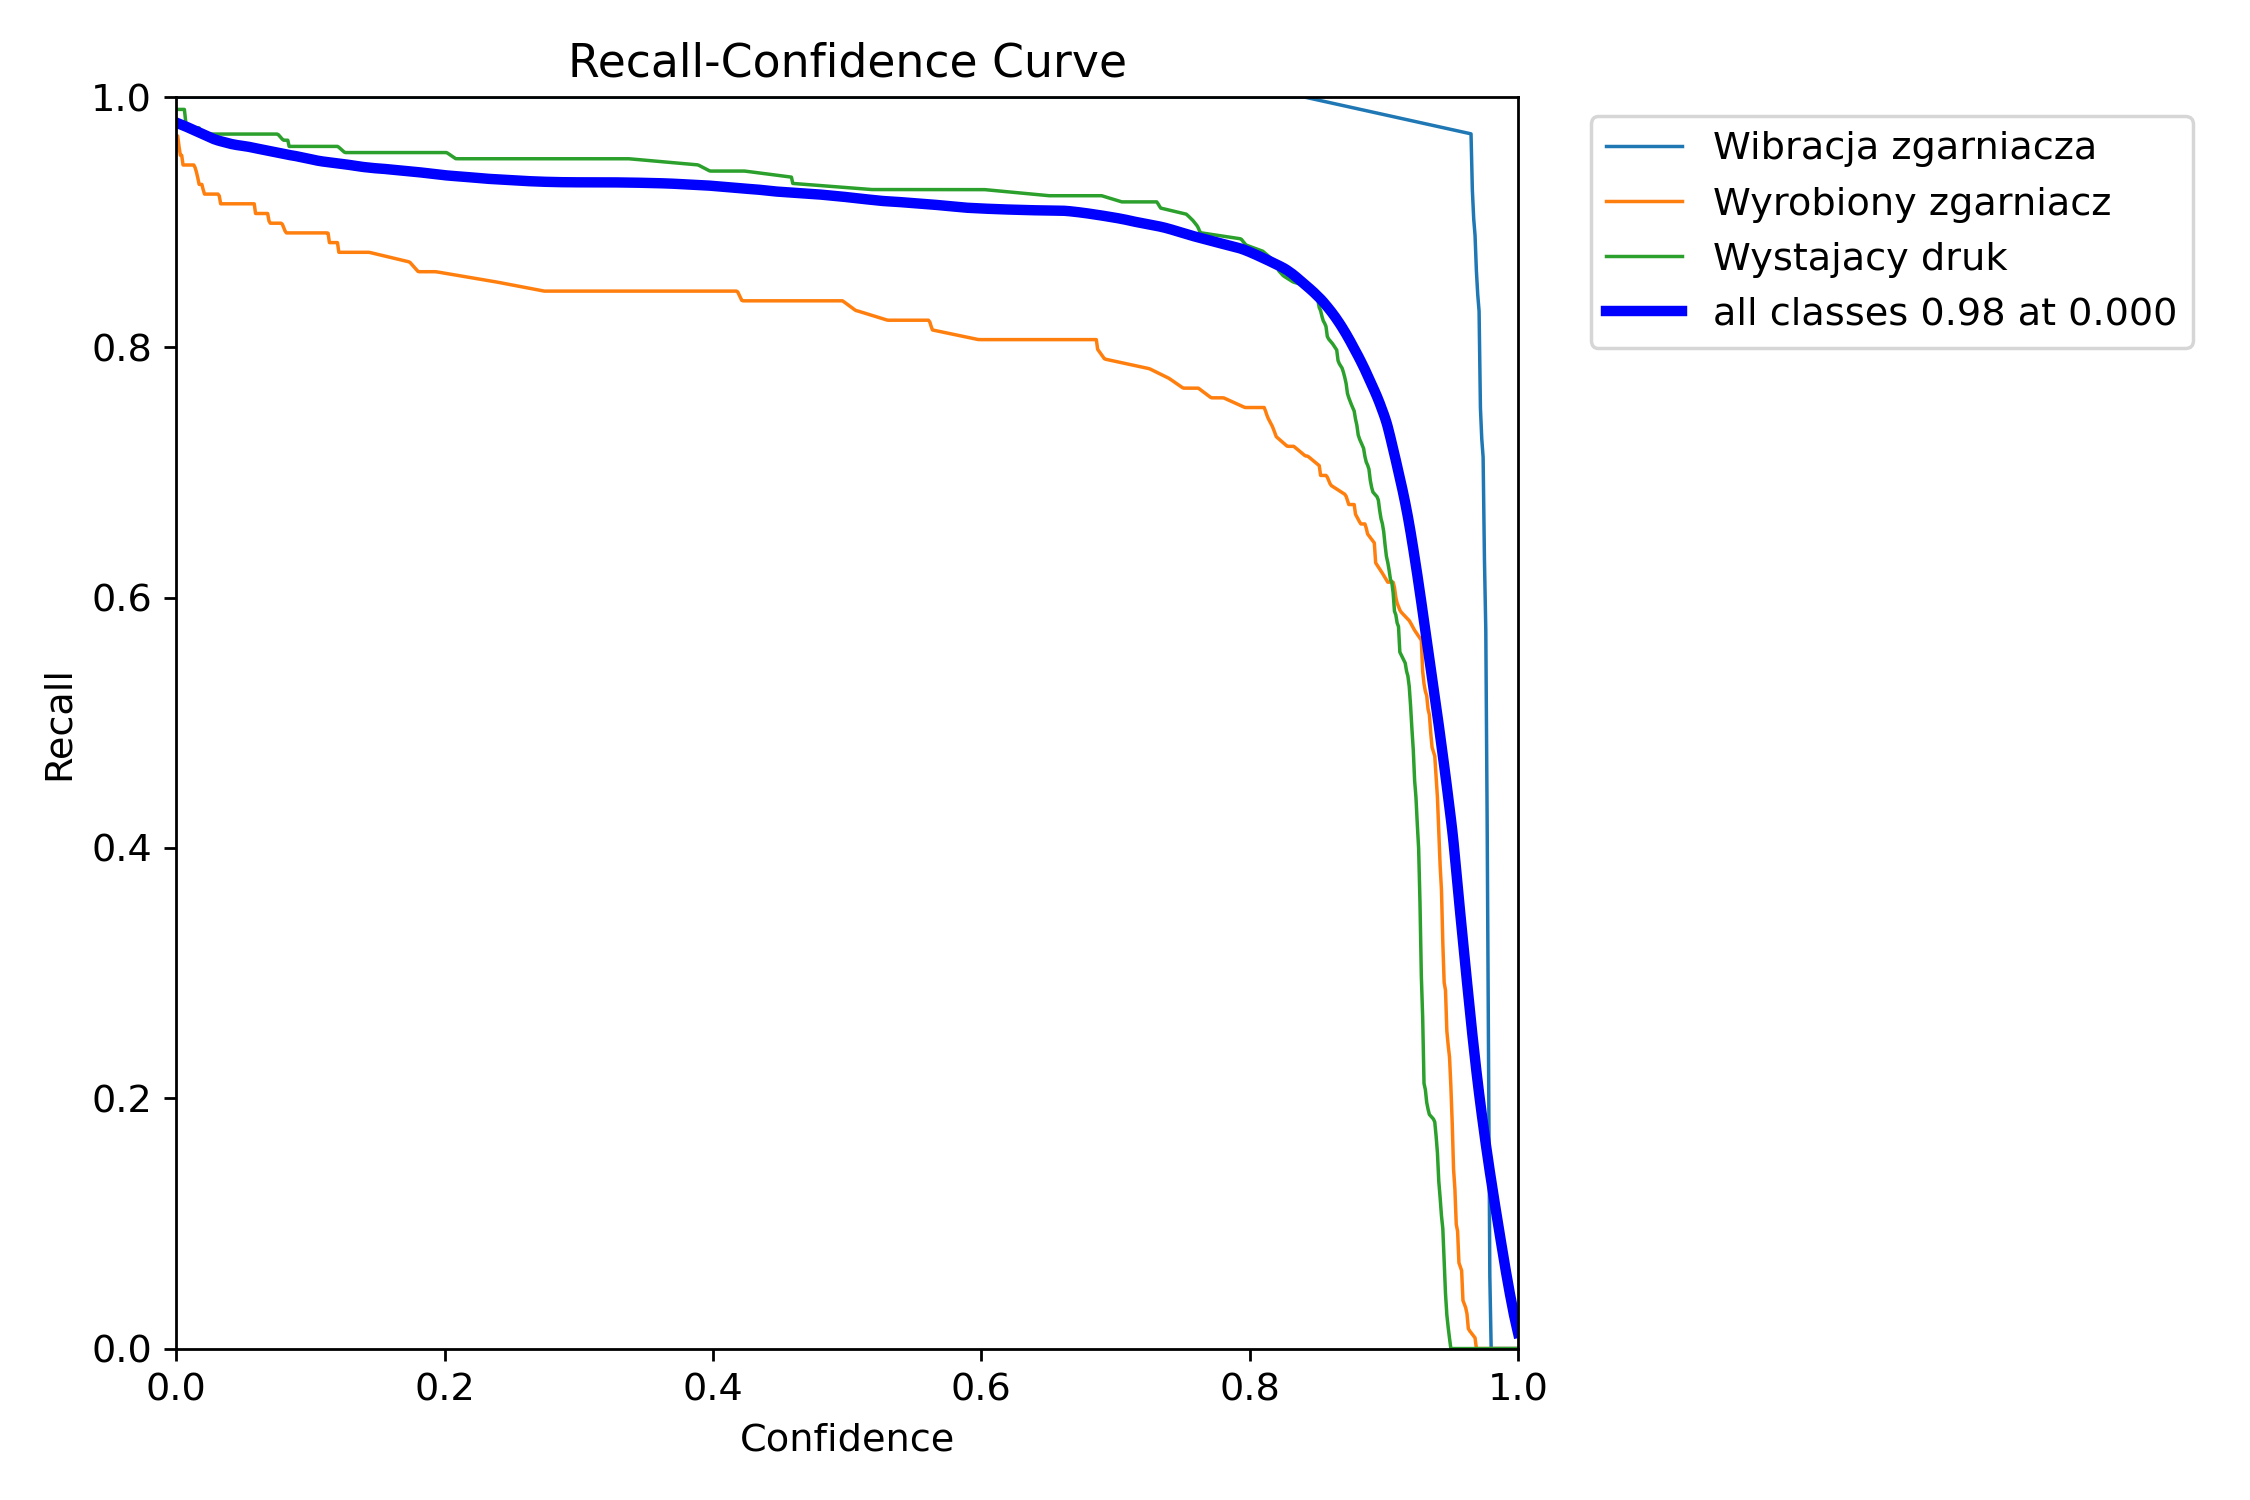 Recall-Confidence Curve
1.0
0.8
0.6
0.4
0.2
0.0
Recall
0.0 0.2 0.4 0.6 0.8 1.0
Confidence
Wibracja zgarniacza
Wyrobiony zgarniacz
Wystajacy druk
all classes 0.98 at 0.000